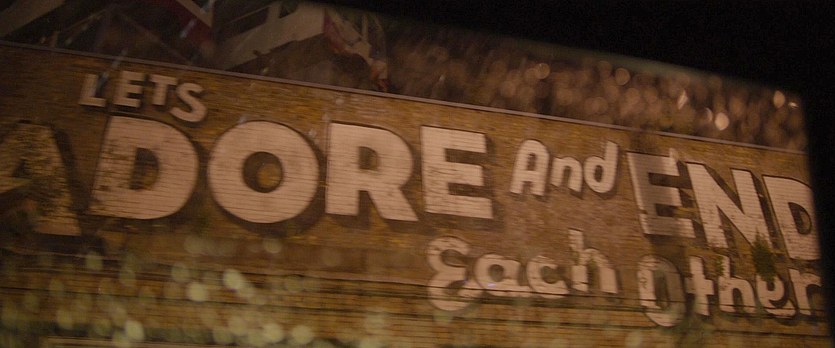 LETS
ADORE And END
Each Other